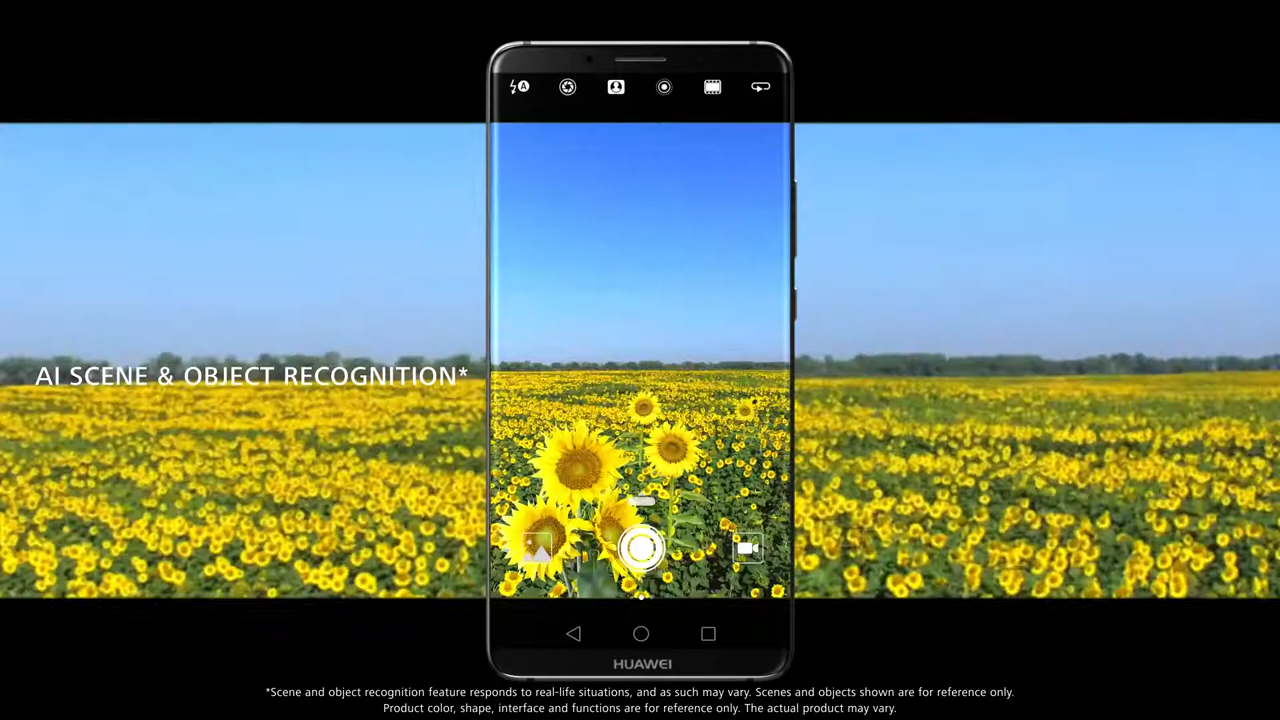 A
AI SCENE & OBJECT RECOGNITION*
HUAWEI
*Scene and object recognition feature responds to real-life situations, and as such may vary. Scenes and objects shown are for reference only.
Product color, shape, interface and functions are for reference only. The actual product may vary.